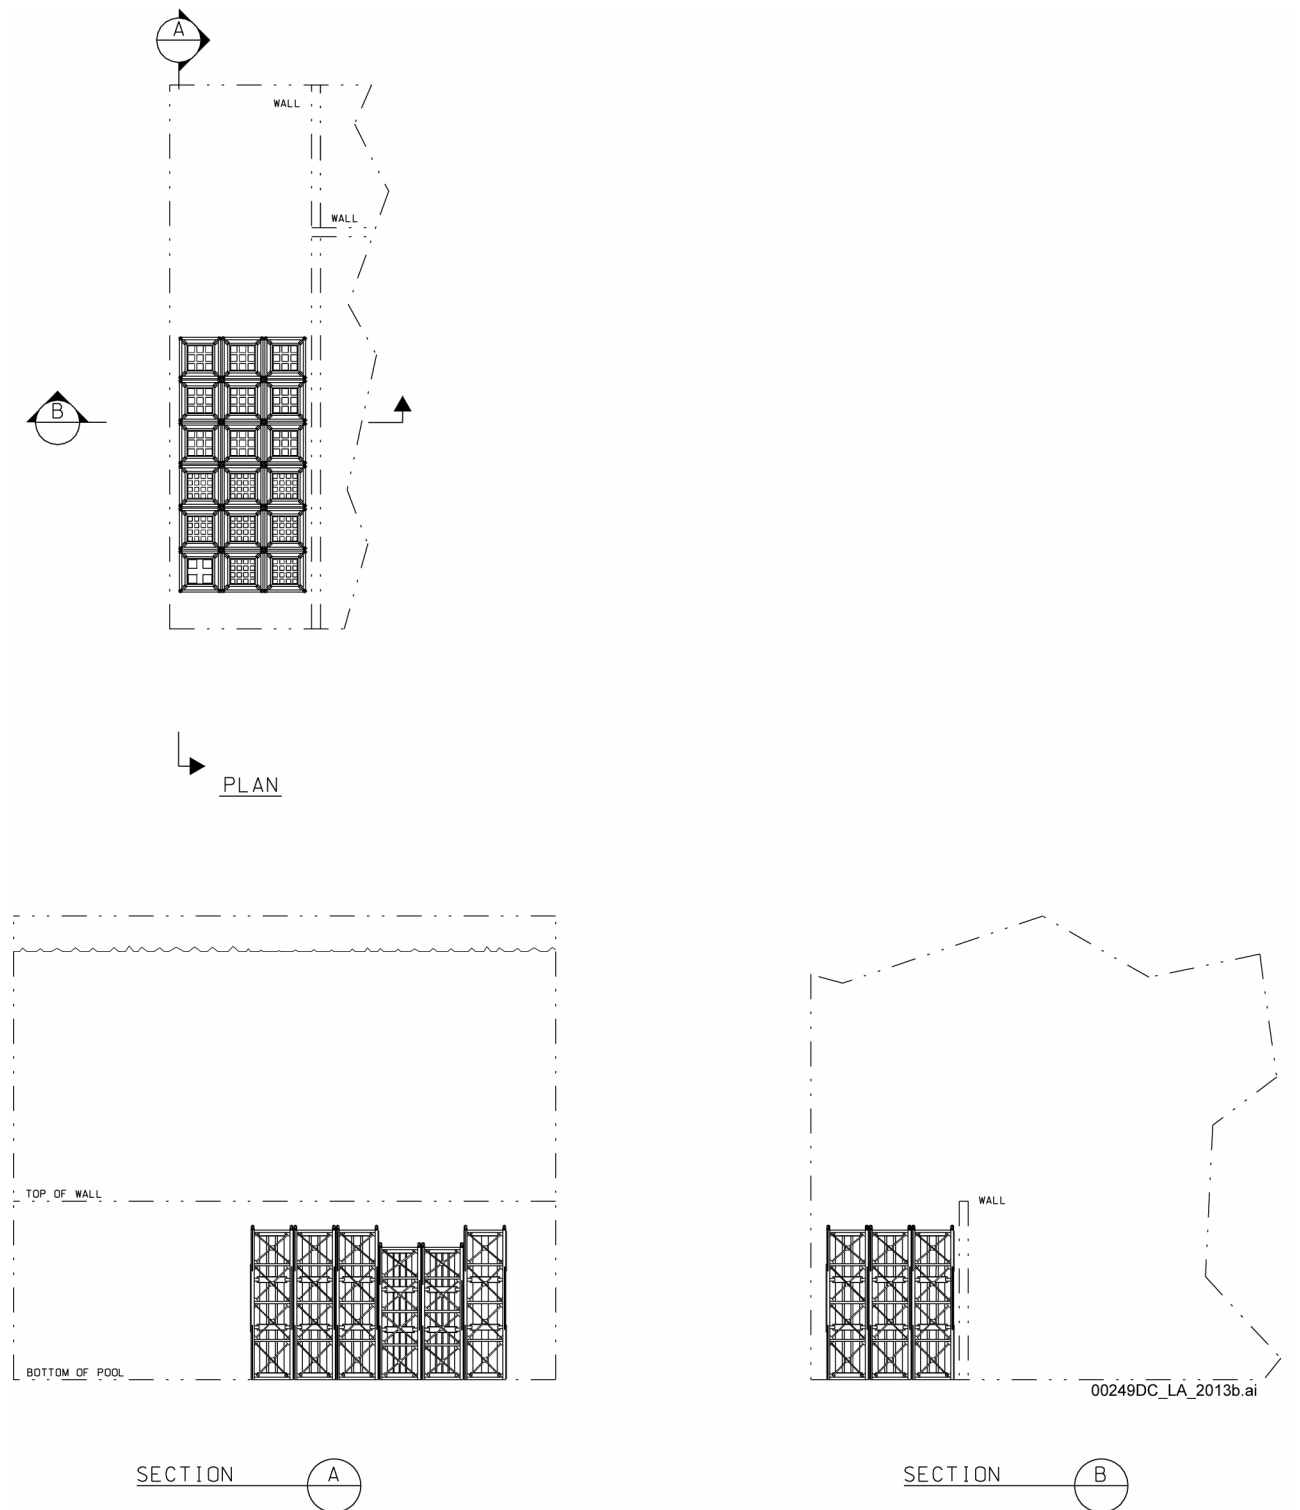 A
WALL
WALL
B
PLAN
TOP OF WALL
WALL
BOTTOM OF POOL
00249DC_LA_2013b.ai
SECTION A
SECTION B